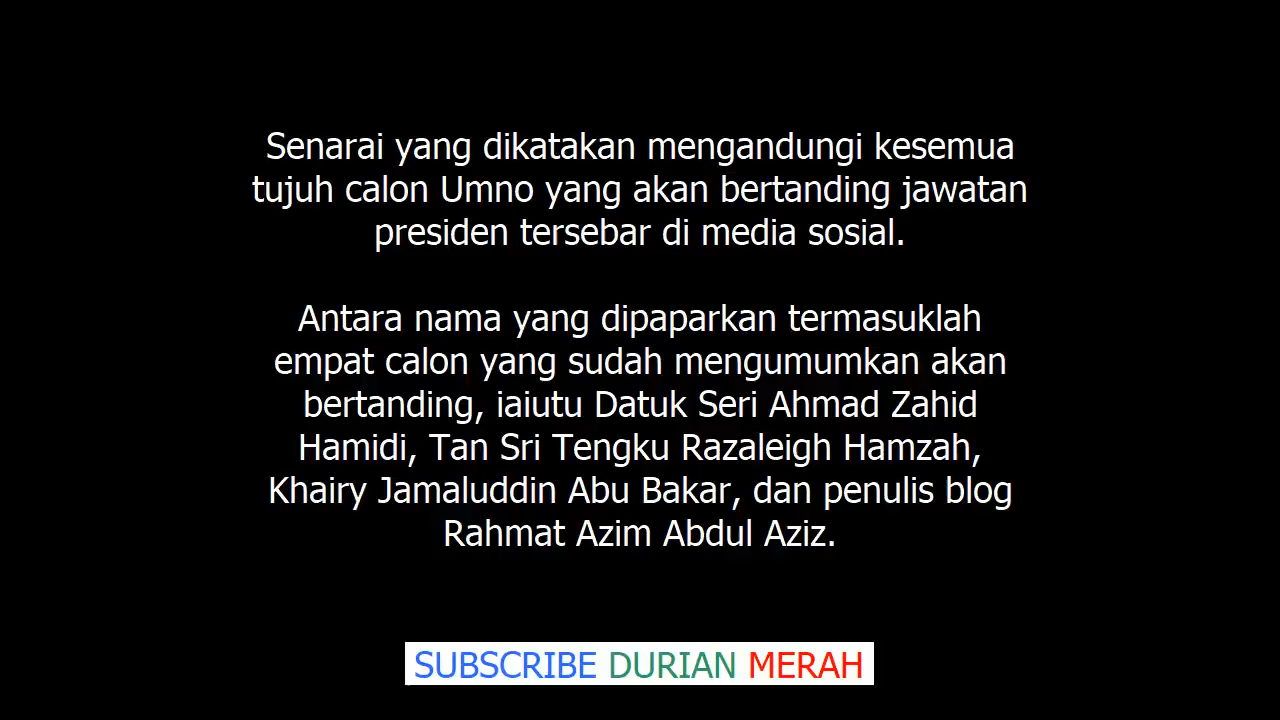 Senarai yang dikatakan mengandungi kesemua
tujuh calon Umno yang akan bertanding jawatan
presiden tersebar di media sosial.
Antara nama yang dipaparkan termasuklah
empat calon yang sudah mengumumkan akan
bertanding, iaiutu Datuk Seri Ahmad Zahid
Hamidi, Tan Sri Tengku Razaleigh Hamzah,
Khairy Jamaluddin Abu Bakar, dan penulis blog
Rahmat Azim Abdul Aziz.
SUBSCRIBE DURIAN MERAH